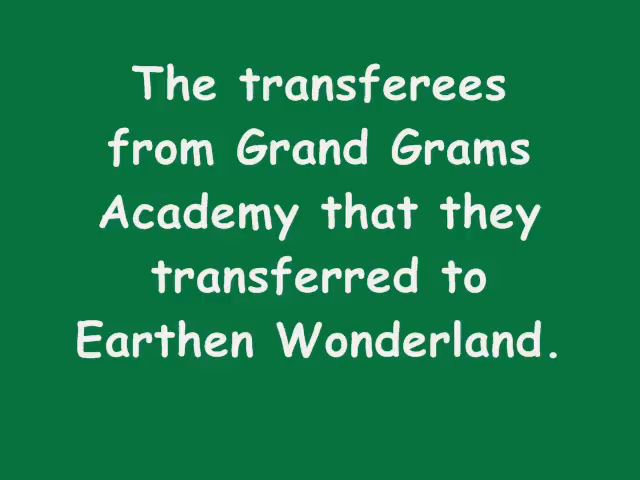 The transferees
from Grand Grams
Academy that they
transferred to
Earthen Wonderland.